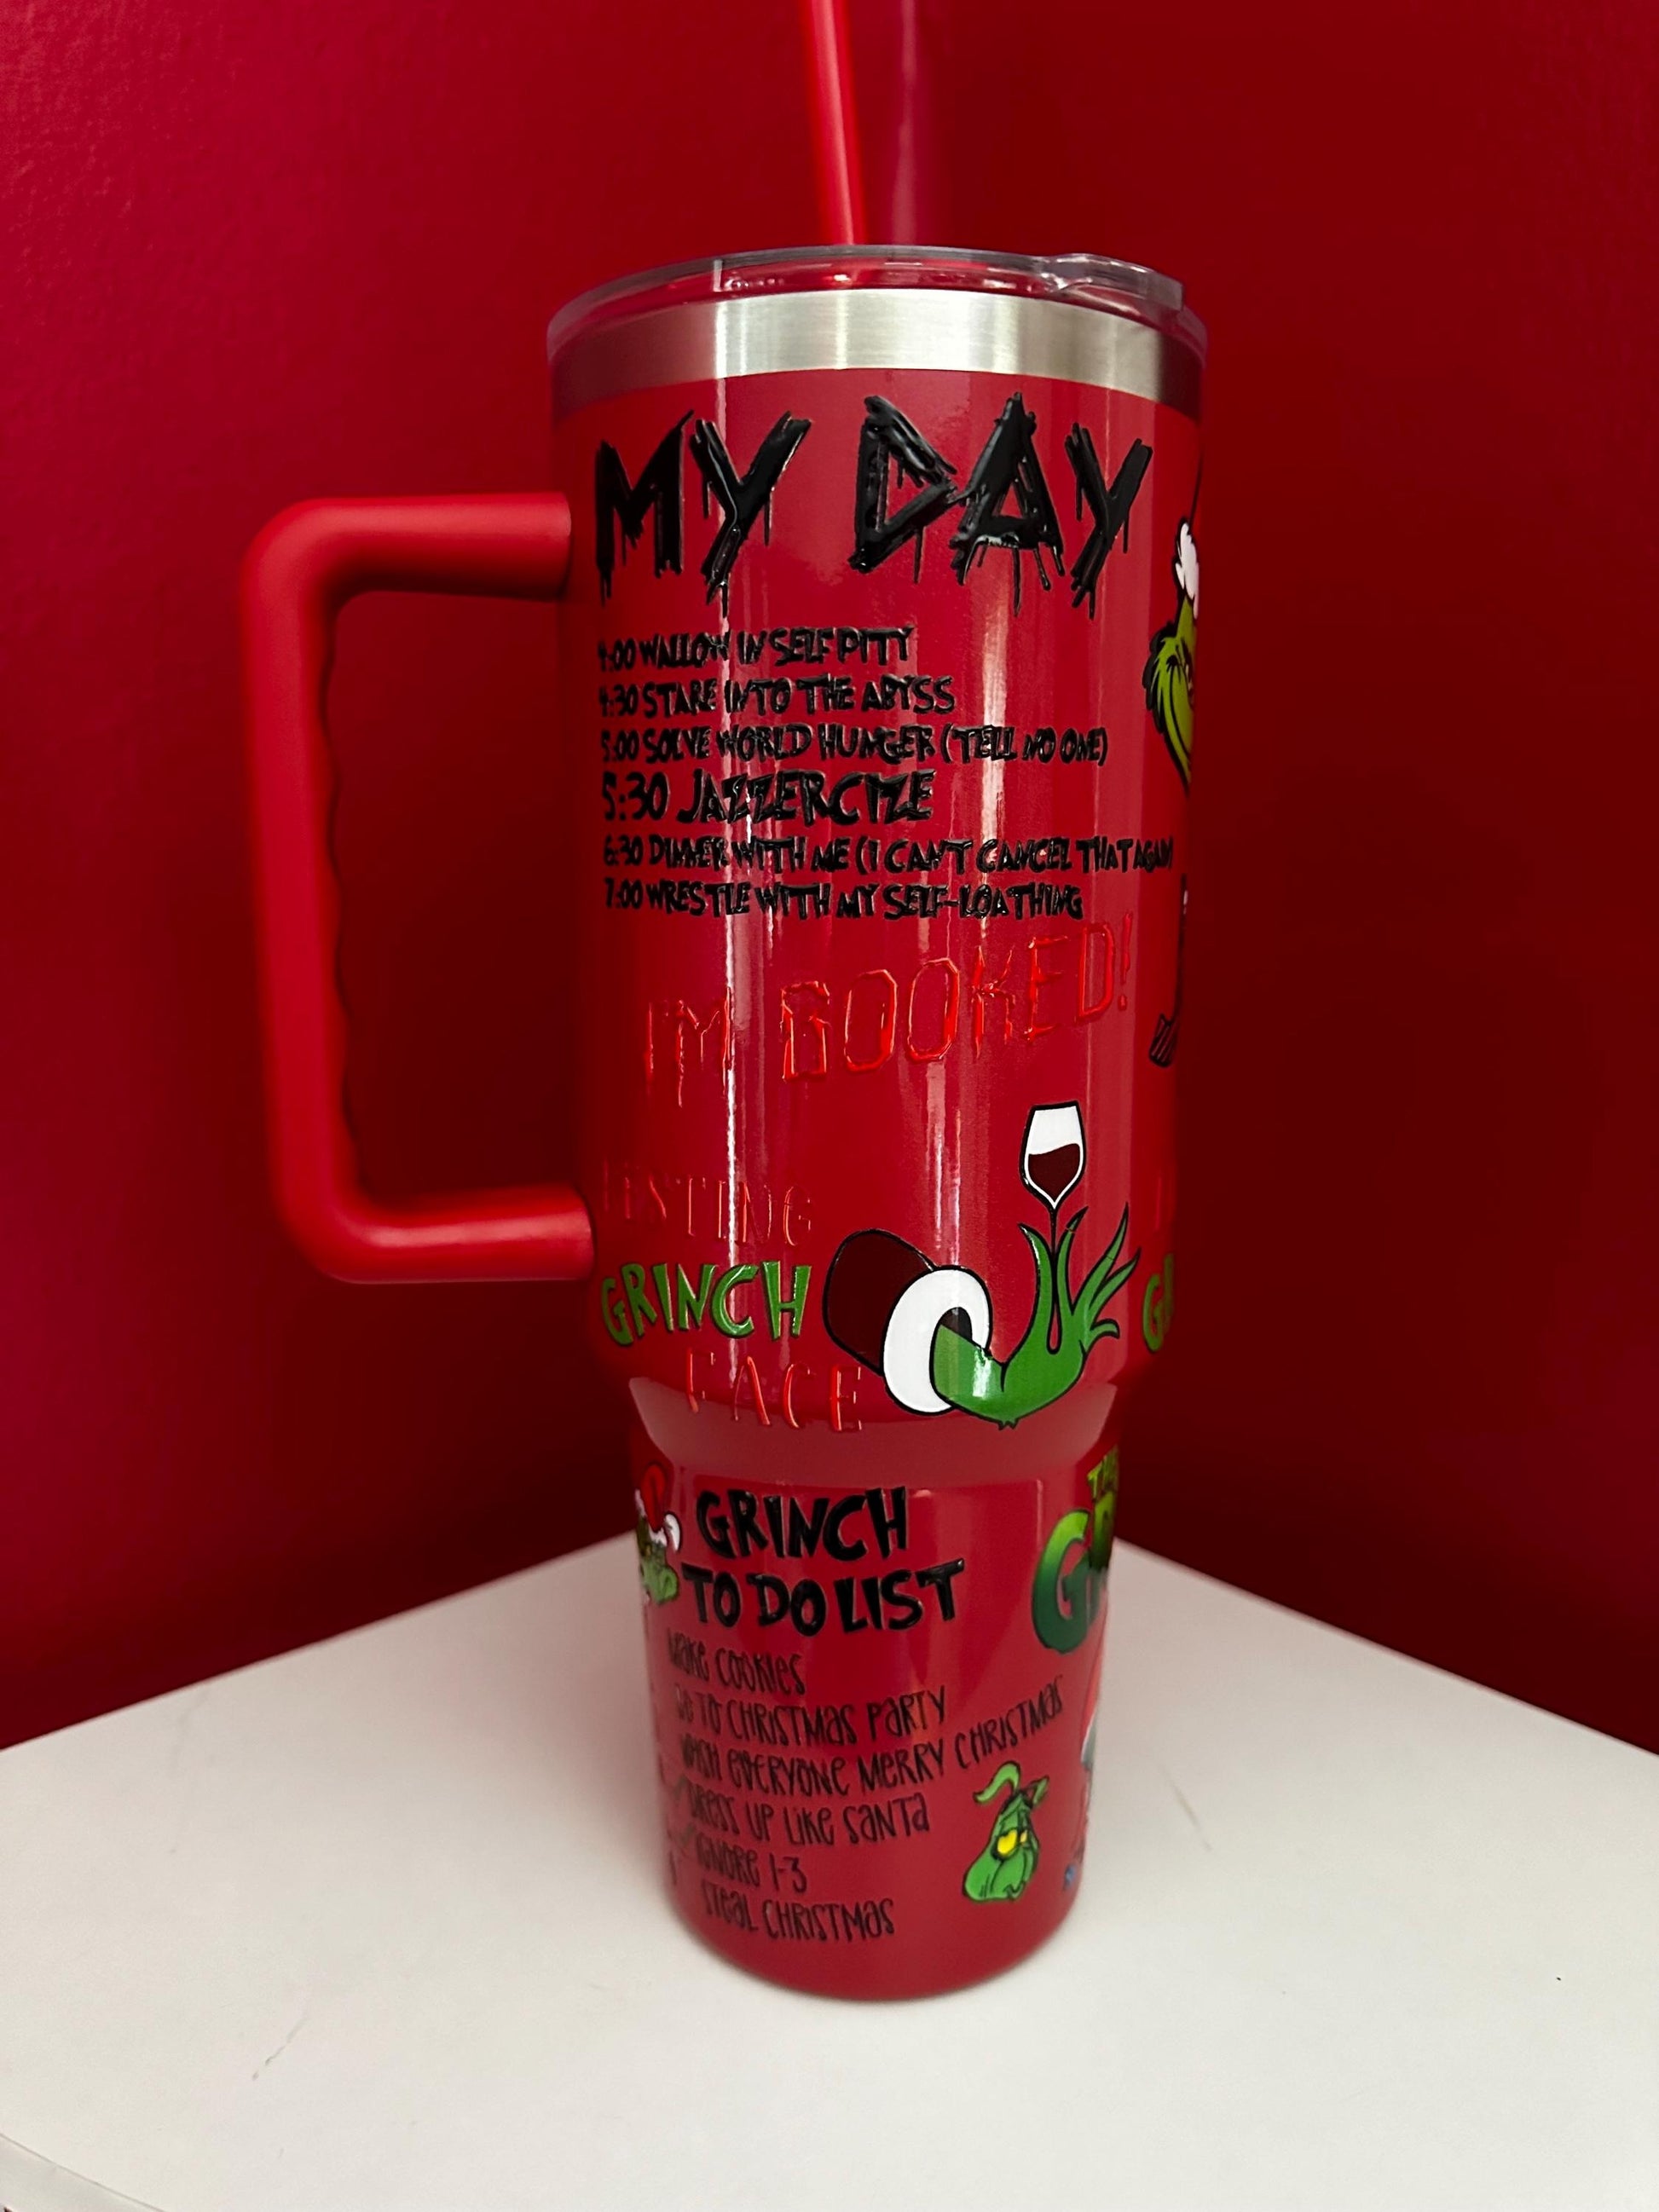 MY DAY
4:00 WALLOW IN SELF PITY
4:30 STARE INTO THE ABYSS
5:00 SOLVE WORLD HUNGER (TELL NO ONE)
5:30 JAZZERCIZE
6:30 DINNER WITH ME (I CAN'T CANCEL THAT AGAIN)
7:00 WRESTLE WITH MY SELF-LOATHING
I'M BOOKED!
RESTING
GRINCH
FACE
GRINCH
TO DO LIST
Make COOKIES
GO TO CHRISTMAS PARTY
WISH EVERYONE MERRY CHRISTMAS
DRESS UP LIKE SANTA
IGNORE 1-3
STEAL CHRISTMAS